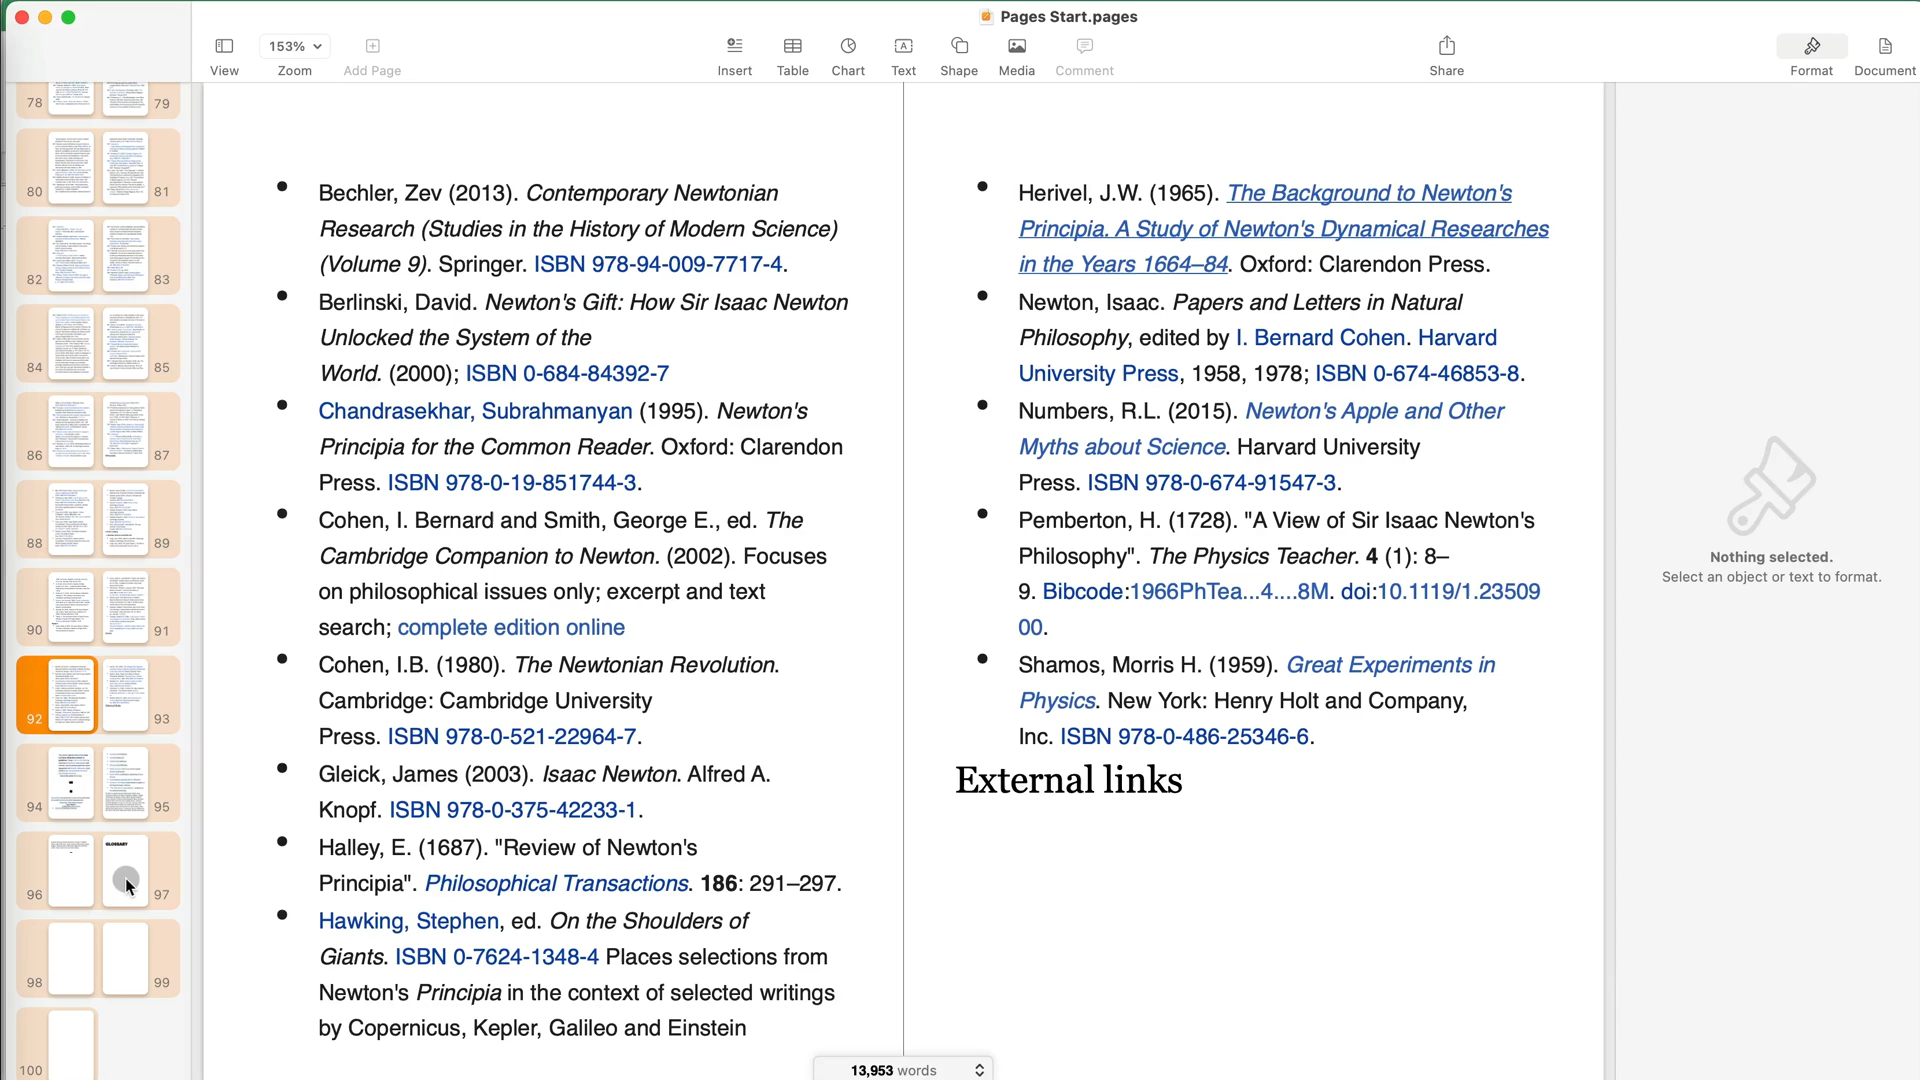 Pages Start.pages
153%
View
Zoom
Add Page
Insert
Table
Chart
Text
Shape
Media
Comment
Share
Format
Document
78
79
80
81
82
83
84
85
86
87
88
89
90
91
92
93
94
95
96
GLOSSARY
97
98
99
100
Bechler, Zev (2013). Contemporary Newtonian
Research (Studies in the History of Modern Science)
(Volume 9). Springer. ISBN 978-94-009-7717-4.
Berlinski, David. Newton's Gift: How Sir Isaac Newton
Unlocked the System of the
World. (2000); ISBN 0-684-84392-7
Chandrasekhar, Subrahmanyan (1995). Newton's
Principia for the Common Reader. Oxford: Clarendon
Press. ISBN 978-0-19-851744-3.
Cohen, I. Bernard and Smith, George E., ed. The
Cambridge Companion to Newton. (2002). Focuses
on philosophical issues only; excerpt and text
search; complete edition online
Cohen, I.B. (1980). The Newtonian Revolution.
Cambridge: Cambridge University
Press. ISBN 978-0-521-22964-7.
Gleick, James (2003). Isaac Newton. Alfred A.
Knopf. ISBN 978-0-375-42233-1.
Halley, E. (1687). "Review of Newton's
Principia". Philosophical Transactions. 186: 291–297.
Hawking, Stephen, ed. On the Shoulders of
Giants. ISBN 0-7624-1348-4 Places selections from
Newton's Principia in the context of selected writings
by Copernicus, Kepler, Galileo and Einstein
Herivel, J.W. (1965). The Background to Newton's
Principia. A Study of Newton's Dynamical Researches
in the Years 1664–84. Oxford: Clarendon Press.
Newton, Isaac. Papers and Letters in Natural
Philosophy, edited by I. Bernard Cohen. Harvard
University Press, 1958, 1978; ISBN 0-674-46853-8.
Numbers, R.L. (2015). Newton's Apple and Other
Myths about Science. Harvard University
Press. ISBN 978-0-674-91547-3.
Pemberton, H. (1728). "A View of Sir Isaac Newton's
Philosophy". The Physics Teacher. 4 (1): 8–
9. Bibcode:1966PhTea...4....8M. doi:10.1119/1.23509
00.
Shamos, Morris H. (1959). Great Experiments in
Physics. New York: Henry Holt and Company,
Inc. ISBN 978-0-486-25346-6.
External links
Nothing selected.
Select an object or text to format.
13,953 words